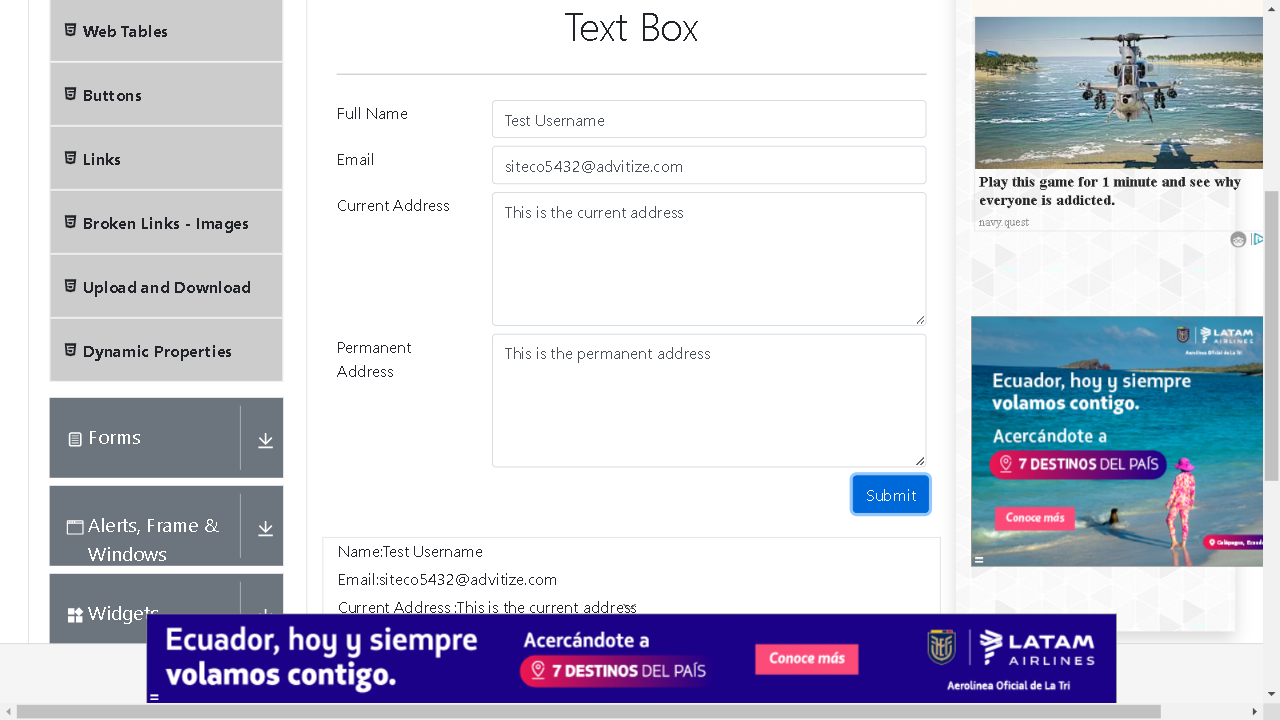 Text Box
Web Tables
Buttons
Links
Broken Links - Images
Upload and Download
Dynamic Properties
Forms
Alerts, Frame &
Windows
Widgets
Full Name
Test Username
Email
siteco5432@advitize.com
Current Address
This is the current address
Permanent
Address
This is the permanent address
Submit
Name:Test Username
Email:siteco5432@advitize.com
Current Address :This is the current address
Play this game for 1 minute and see why
everyone is addicted.
navy.quest
LATAM
AIRLINES
Aerolínea Oficial de La Tri
Ecuador, hoy y siempre
volamos contigo.
Acercándote a
7 DESTINOS DEL PAÍS
Conoce más
Galápagos, Ecuador
Ecuador, hoy y siempre
volamos contigo.
Acercándote a
7 DESTINOS DEL PAÍS
Conoce más
LATAM
AIRLINES
Aerolínea Oficial de La Tri